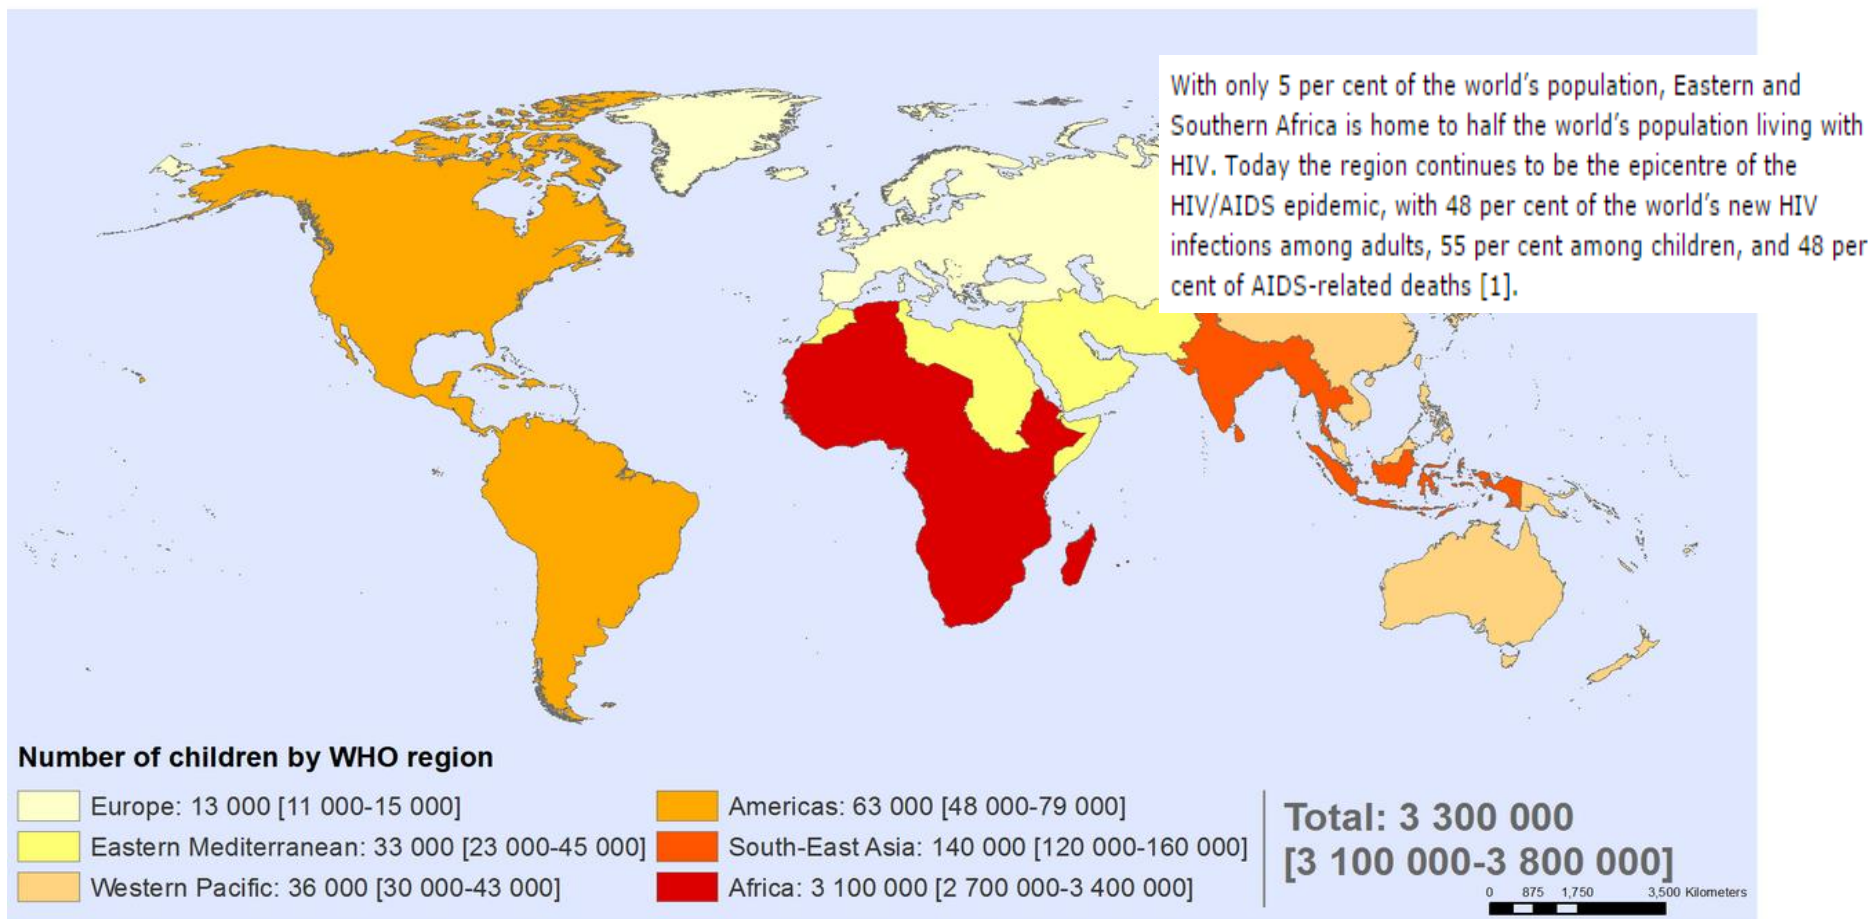 With only 5 per cent of the world's population, Eastern and
Southern Africa is home to half the world's population living with
HIV. Today the region continues to be the epicentre of the
HIV/AIDS epidemic, with 48 per cent of the world's new HIV
infections among adults, 55 per cent among children, and 48 per
cent of AIDS-related deaths [1].
Number of children by WHO region
Europe: 13 000 [11 000-15 000]
Eastern Mediterranean: 33 000 [23 000-45 000]
Western Pacific: 36 000 [30 000-43 000]
Americas: 63 000 [48 000-79 000]
South-East Asia: 140 000 [120 000-160 000]
Africa: 3 100 000 [2 700 000-3 400 000]
Total: 3 300 000
[3 100 000-3 800 000]
0 875 1,750 3,500 Kilometers